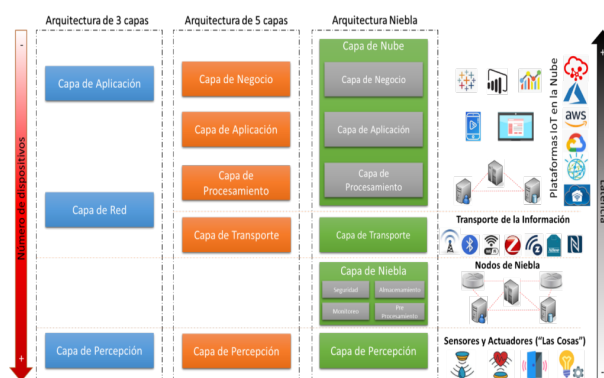 Arquitectura de 3 capas
Arquitectura de 5 capas
Arquitectura Niebla
-
Número de dispositivos
+
Capa de Aplicación
Capa de Red
Capa de Percepción
Capa de Negocio
Capa de Aplicación
Capa de
Procesamiento
Capa de Transporte
Capa de Percepción
Capa de Nube
Capa de Negocio
Capa de Aplicación
Capa de
Procesamiento
Capa de Transporte
Capa de Niebla
Seguridad
Almacenamiento
Monitoreo
Pre
Procesamiento
Capa de Percepción
Plataformas IoT en la Nube
aws
Transporte de la Información
Nodos de Niebla
Sensores y Actuadores ("Las Cosas")
+
Latencia
-